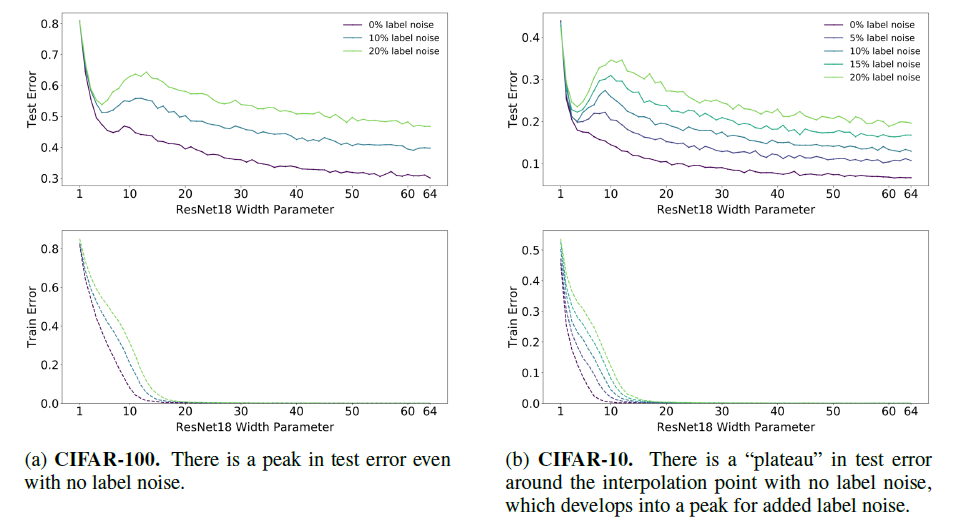 0.8
0.7
0.6
0.5
0.4
0.3
Test Error
0% label noise
10% label noise
20% label noise
1 10 20 30 40 50 60 64
ResNet18 Width Parameter
0.8
0.6
0.4
0.2
0.0
Train Error
1 10 20 30 40 50 60 64
ResNet18 Width Parameter
(a) CIFAR-100. There is a peak in test error even
with no label noise.
0.4
0.3
0.2
0.1
Test Error
0% label noise
5% label noise
10% label noise
15% label noise
20% label noise
1 10 20 30 40 50 60 64
ResNet18 Width Parameter
0.5
0.4
0.3
0.2
0.1
0.0
Train Error
1 10 20 30 40 50 60 64
ResNet18 Width Parameter
(b) CIFAR-10. There is a “plateau” in test error
around the interpolation point with no label noise,
which develops into a peak for added label noise.